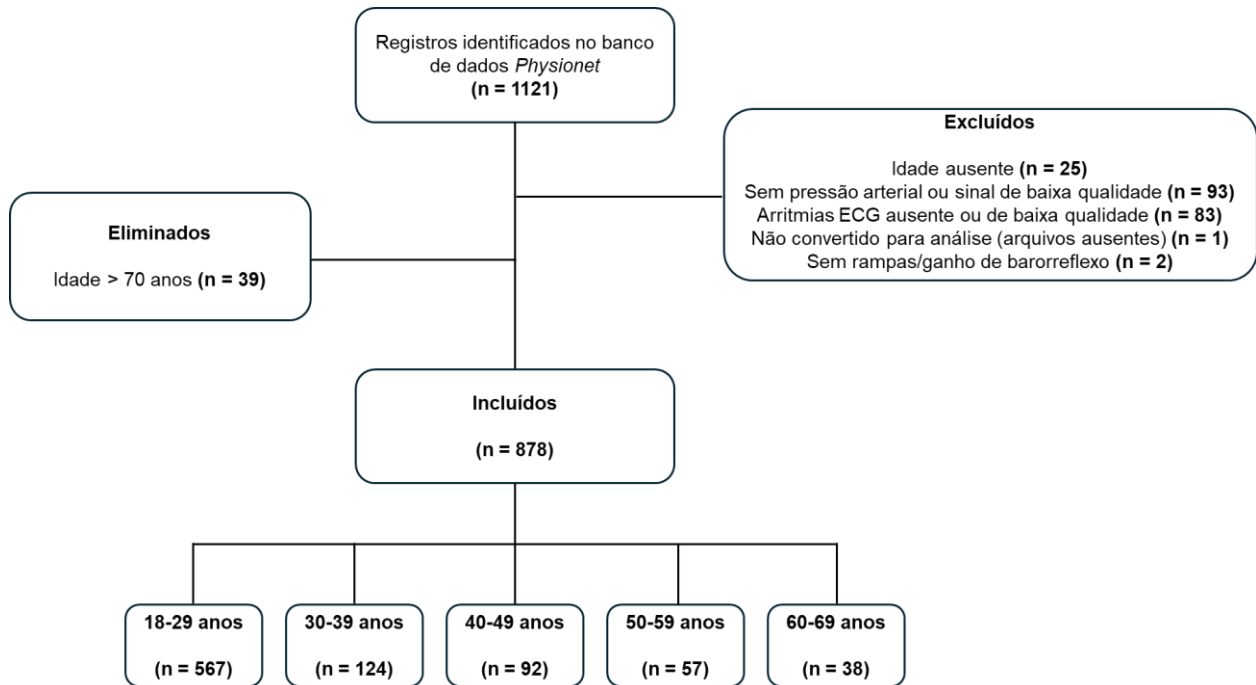 Registros identificados no banco
de dados Physionet
(n = 1121)
Excluídos
Idade ausente (n = 25)
Sem pressão arterial ou sinal de baixa qualidade (n = 93)
Arritmias ECG ausente ou de baixa qualidade (n = 83)
Não convertido para análise (arquivos ausentes) (n = 1)
Sem rampas/ganho de barorreflexo (n = 2)
Eliminados
Idade > 70 anos (n = 39)
Incluídos
(n = 878)
18-29 anos
(n = 567)
30-39 anos
(n = 124)
40-49 anos
(n = 92)
50-59 anos
(n = 57)
60-69 anos
(n = 38)